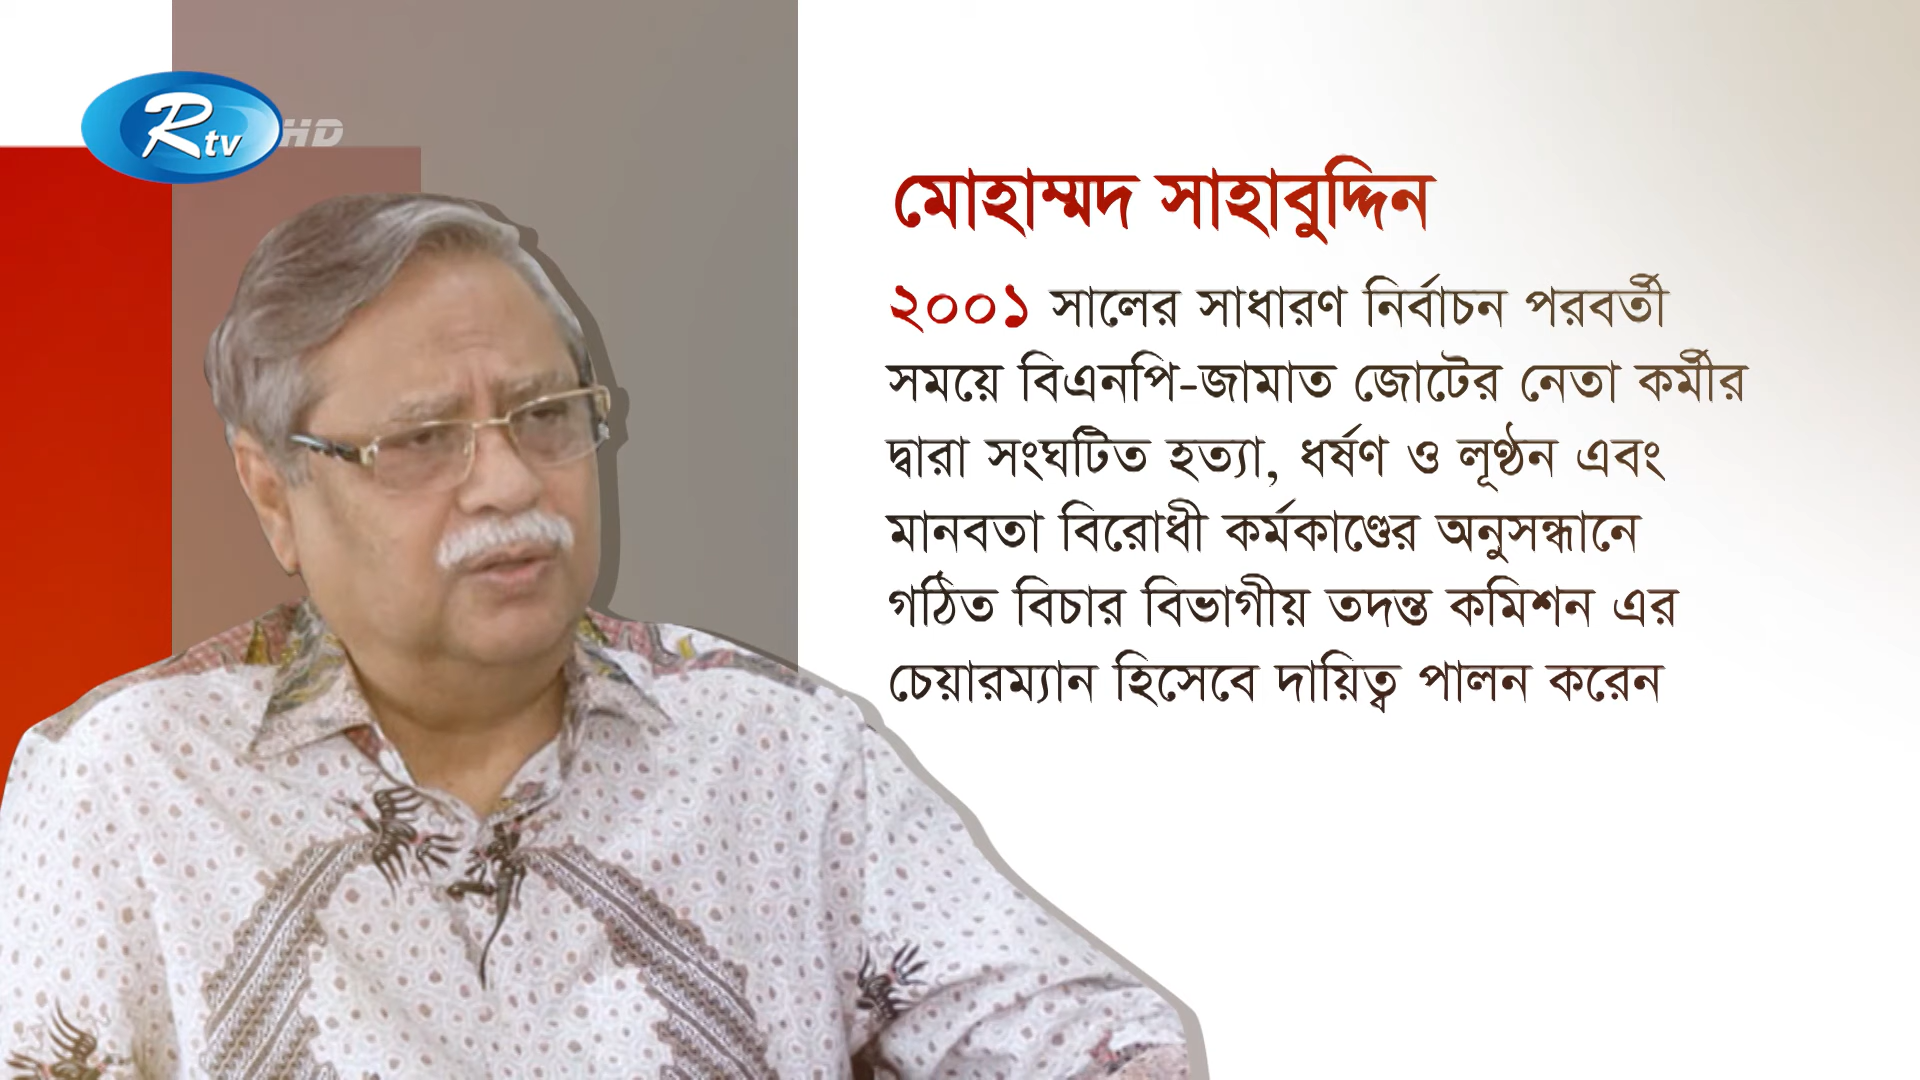 Rtv HD
মোহাম্মদ সাহাবুদ্দিন
২০০১ সালের সাধারণ নির্বাচন পরবর্তী
সময়ে বিএনপি-জামাত জোটের নেতা কর্মীর
দ্বারা সংঘটিত হত্যা, ধর্ষণ ও লূণ্ঠন এবং
মানবতা বিরোধী কর্মকাণ্ডের অনুসন্ধানে
গঠিত বিচার বিভাগীয় তদন্ত কমিশন এর
চেয়ারম্যান হিসেবে দায়িত্ব পালন করেন